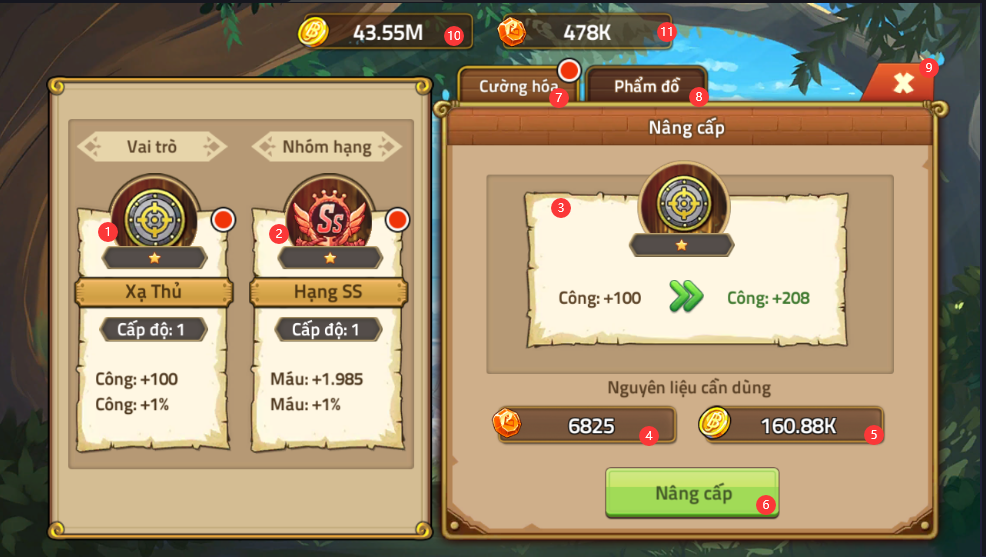 43.55M 10
478K 11
9
Cường hóa 7
Phẩm đồ 8
Nâng cấp
Vai trò
Nhóm hạng
1
Ss
2
3
Xạ Thủ
Hạng SS
Cấp độ: 1
Cấp độ: 1
Công: +100
Công: +1%
Máu: +1.985
Máu: +1%
Công: +100
Công: +208
Nguyên liệu cần dùng
6825 4
160.88K 5
Nâng cấp 6